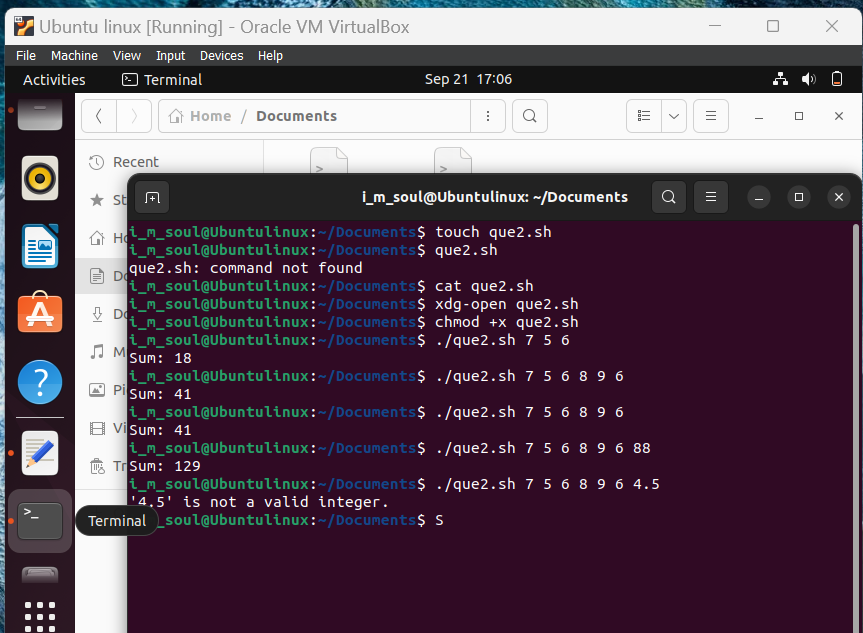 Ubuntu linux [Running] - Oracle VM VirtualBox
File Machine View Input Devices Help
Activities Terminal Sep 21 17:06
Home / Documents
Recent
St
Ho
Do
Do
M
Pi
Vi
Tr
i_m_soul@Ubuntulinux: ~/Documents
i_m_soul@Ubuntulinux:~/Documents$ touch que2.sh
i_m_soul@Ubuntulinux:~/Documents$ que2.sh
que2.sh: command not found
i_m_soul@Ubuntulinux:~/Documents$ cat que2.sh
i_m_soul@Ubuntulinux:~/Documents$ xdg-open que2.sh
i_m_soul@Ubuntulinux:~/Documents$ chmod +x que2.sh
i_m_soul@Ubuntulinux:~/Documents$ ./que2.sh 7 5 6
Sum: 18
i_m_soul@Ubuntulinux:~/Documents$ ./que2.sh 7 5 6 8 9 6
Sum: 41
i_m_soul@Ubuntulinux:~/Documents$ ./que2.sh 7 5 6 8 9 6
Sum: 41
i_m_soul@Ubuntulinux:~/Documents$ ./que2.sh 7 5 6 8 9 6 88
Sum: 129
i_m_soul@Ubuntulinux:~/Documents$ ./que2.sh 7 5 6 8 9 6 4.5
'4.5' is not a valid integer.
_soul@Ubuntulinux:~/Documents$ S
Terminal